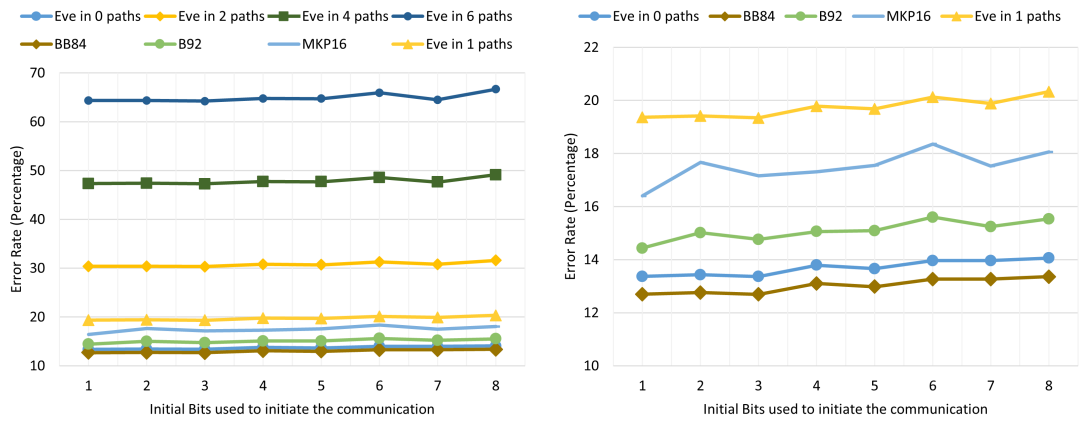 Eve in 0 paths Eve in 2 paths Eve in 4 paths Eve in 6 paths
BB84 B92 MKP16 Eve in 1 paths
70
60
50
40
30
20
10
Error Rate (Percentage)
1 2 3 4 5 6 7 8
Initial Bits used to initiate the communication
Eve in 0 paths BB84 B92 MKP16 Eve in 1 paths
22
20
18
16
14
12
10
Error Rate (Percentage)
1 2 3 4 5 6 7 8
Initial Bits used to initiate the communication